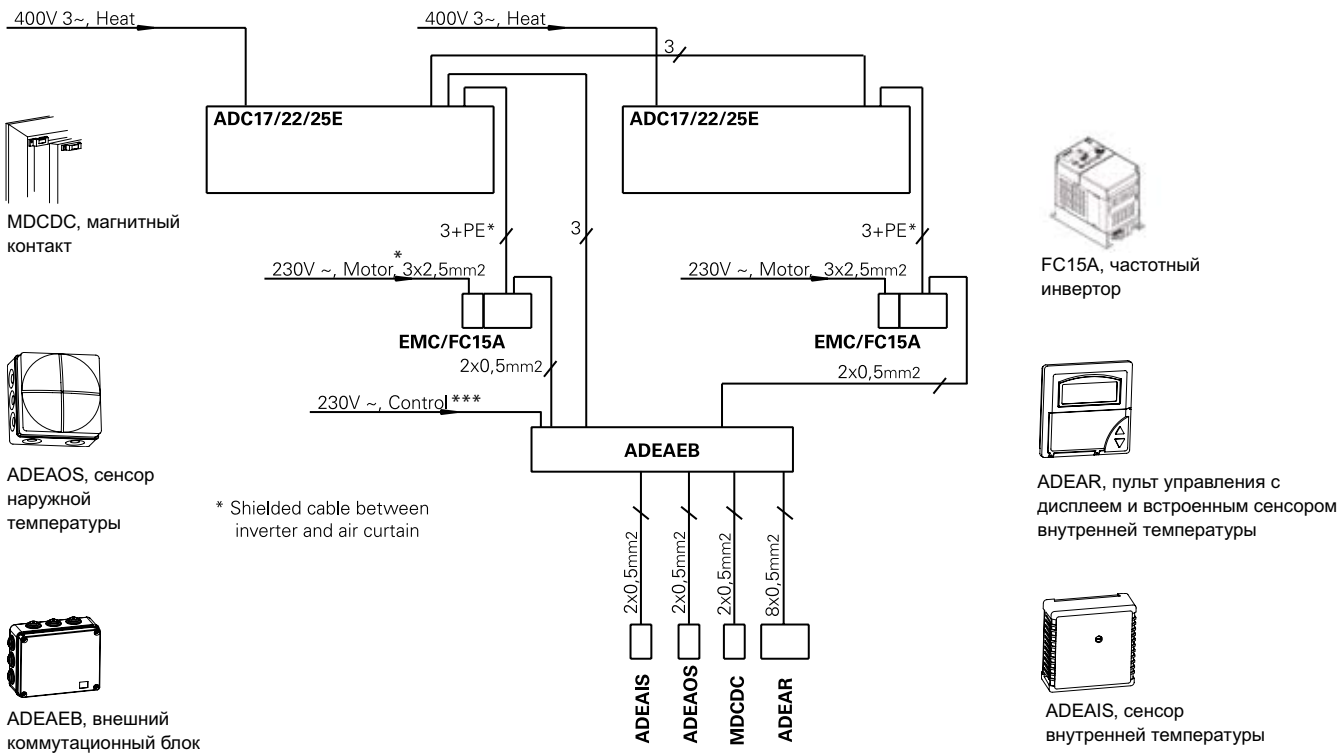 400V 3~, Heat
400V 3~, Heat
3
ADC17/22/25E
ADC17/22/25E
MDCDC, магнитный
контакт
3+PE*
3
3+PE*
*
230V ~, Motor, 3x2,5mm2
230V ~, Motor, 3x2,5mm2
FC15A, частотный
инвертор
EMC/FC15A
EMC/FC15A
2x0,5mm2
2x0,5mm2
230V ~, Control ***
ADEAEB
ADEAOS, сенсор
наружной
температуры
* Shielded cable between
inverter and air curtain
ADEAR, пульт управления с
дисплеем и встроенным сенсором
внутренней температуры
2x0,5mm2
2x0,5mm2
2x0,5mm2
8x0,5mm2
ADEAIS
ADEAOS
MDCDC
ADEAR
ADEAEB, внешний
коммутационный блок
ADEAIS, сенсор
внутренней температуры